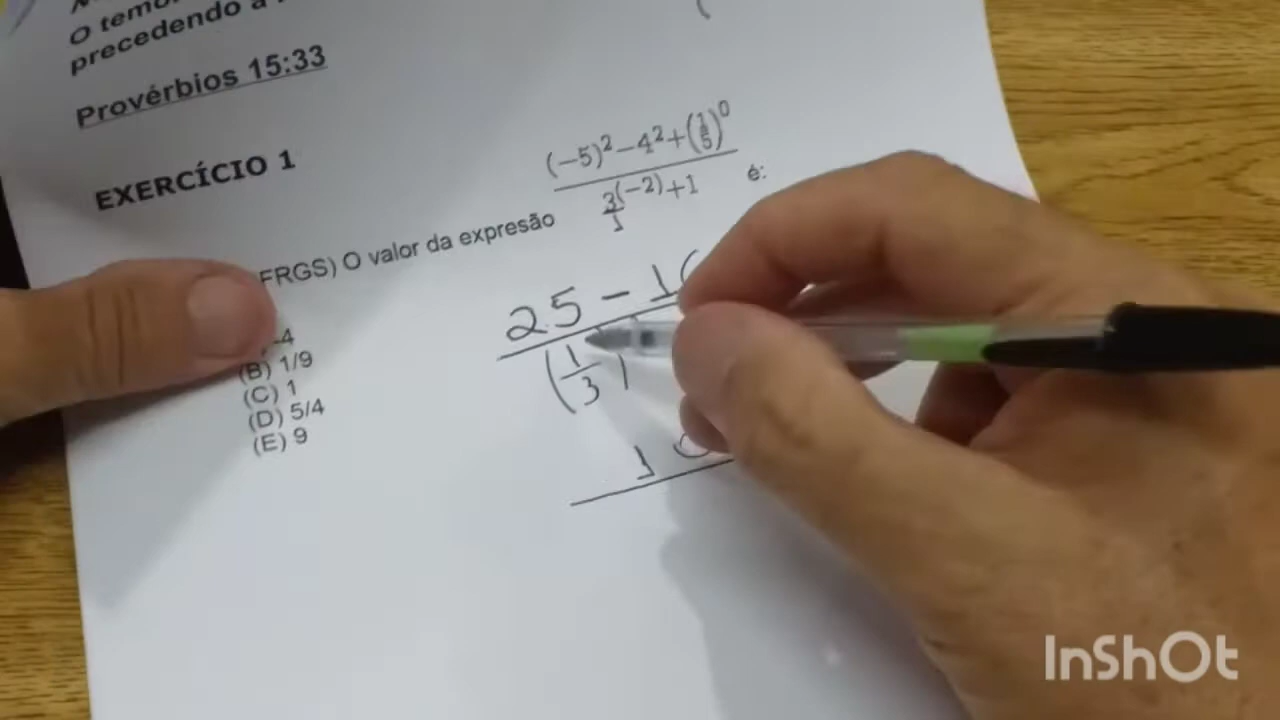 O temo
precedendo a
Provérbios 15:33
EXERCÍCIO 1
FRGS) O valor da expresão
(-5)² - 4² + (1/5)⁰
3(-2) + 1
1
é:
-4
(B) 1/9
(C) 1
(D) 5/4
(E) 9
25 - 1
(1/3)
10
InShOt